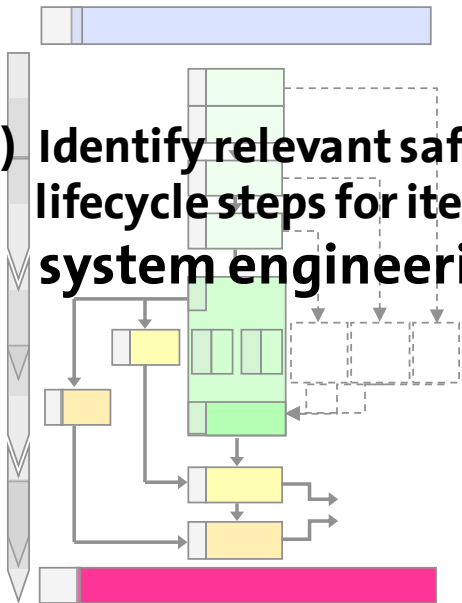 ) Identify relevant saf
lifecycle steps for ite
system engineeri